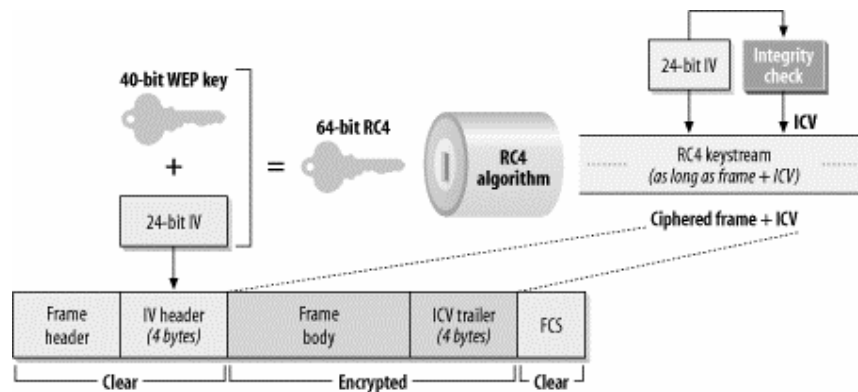 40-bit WEP key
+
24-bit IV
=
64-bit RC4
RC4
algorithm
24-bit IV
Integrity
check
ICV
RC4 keystream
(as long as frame + ICV)
Ciphered frame + ICV
Frame
header
IV header
(4 bytes)
Frame
body
ICV trailer
(4 bytes)
FCS
Clear
Encrypted
Clear